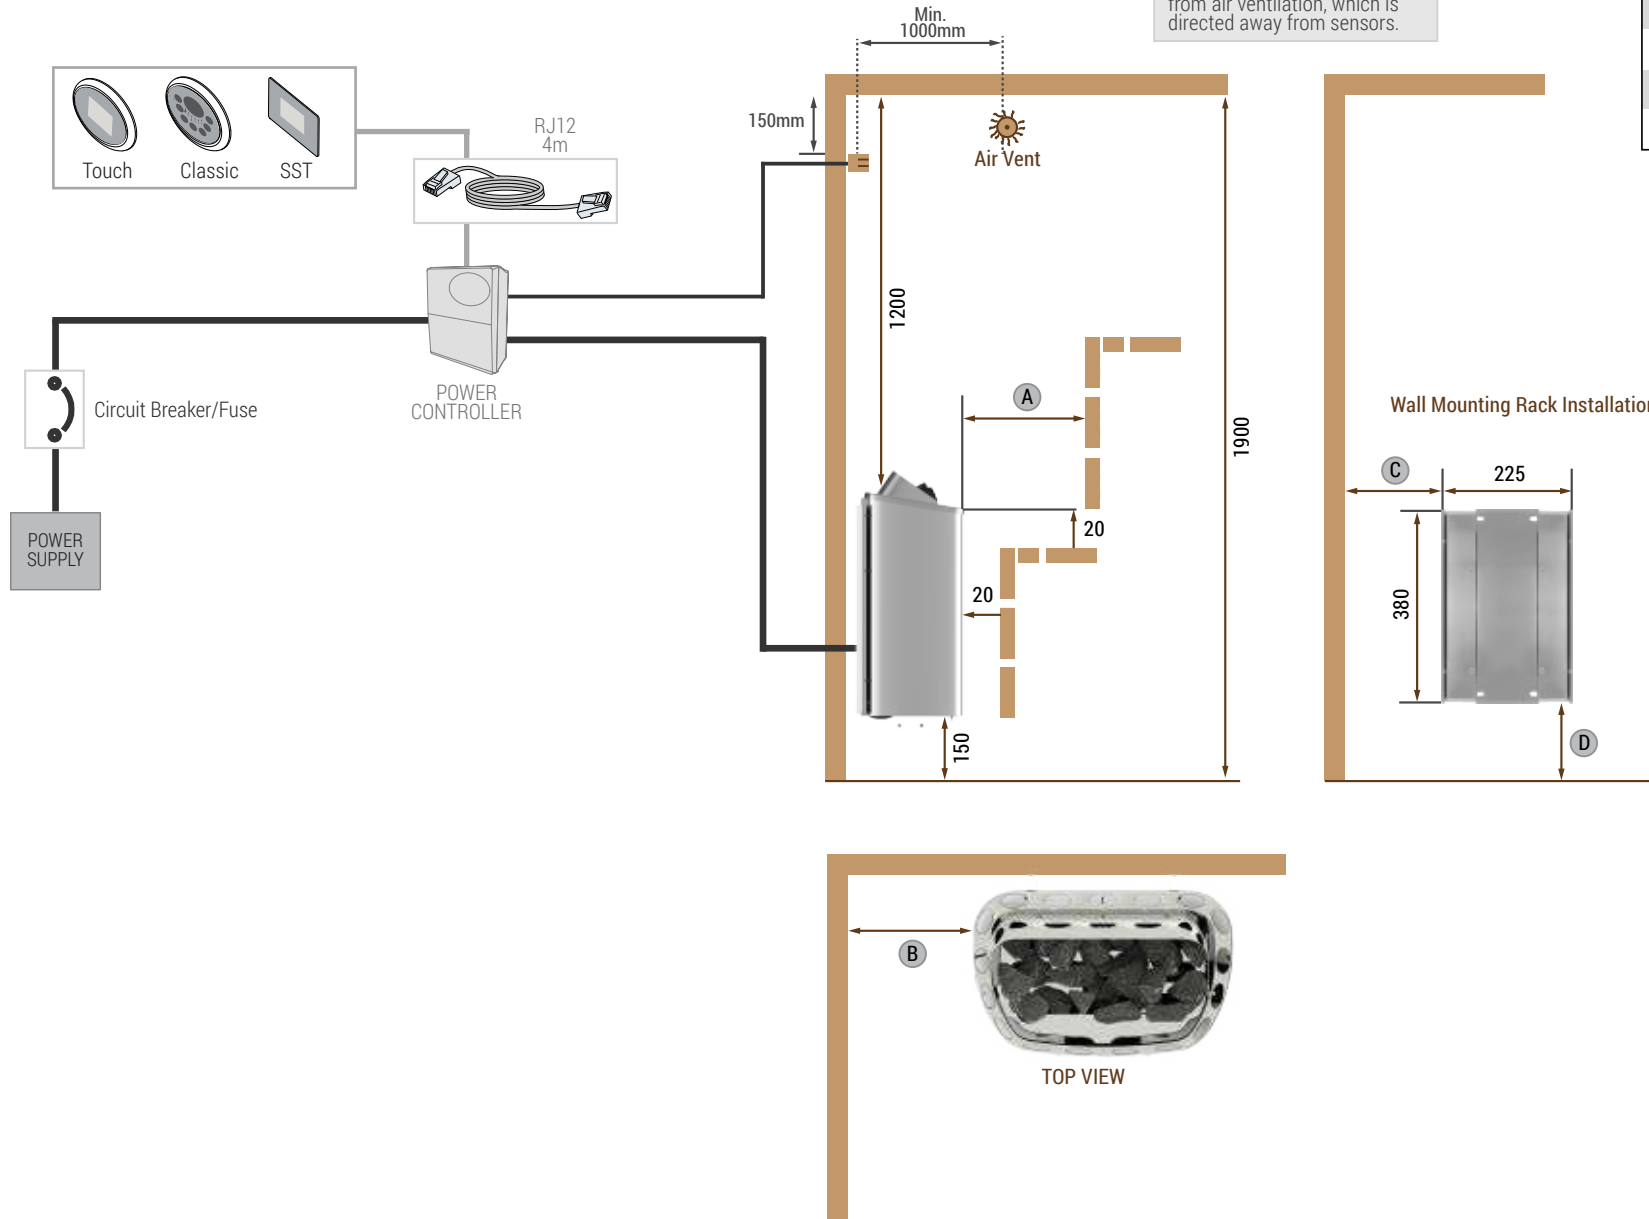 from air ventilation, which is
directed away from sensors.
Min.
1000mm
150mm
Air Vent
Touch
Classic
SST
RJ12
4m
POWER
CONTROLLER
Circuit Breaker/Fuse
POWER
SUPPLY
1200
A
1900
20
20
150
Wall Mounting Rack Installation
C
225
380
D
B
TOP VIEW